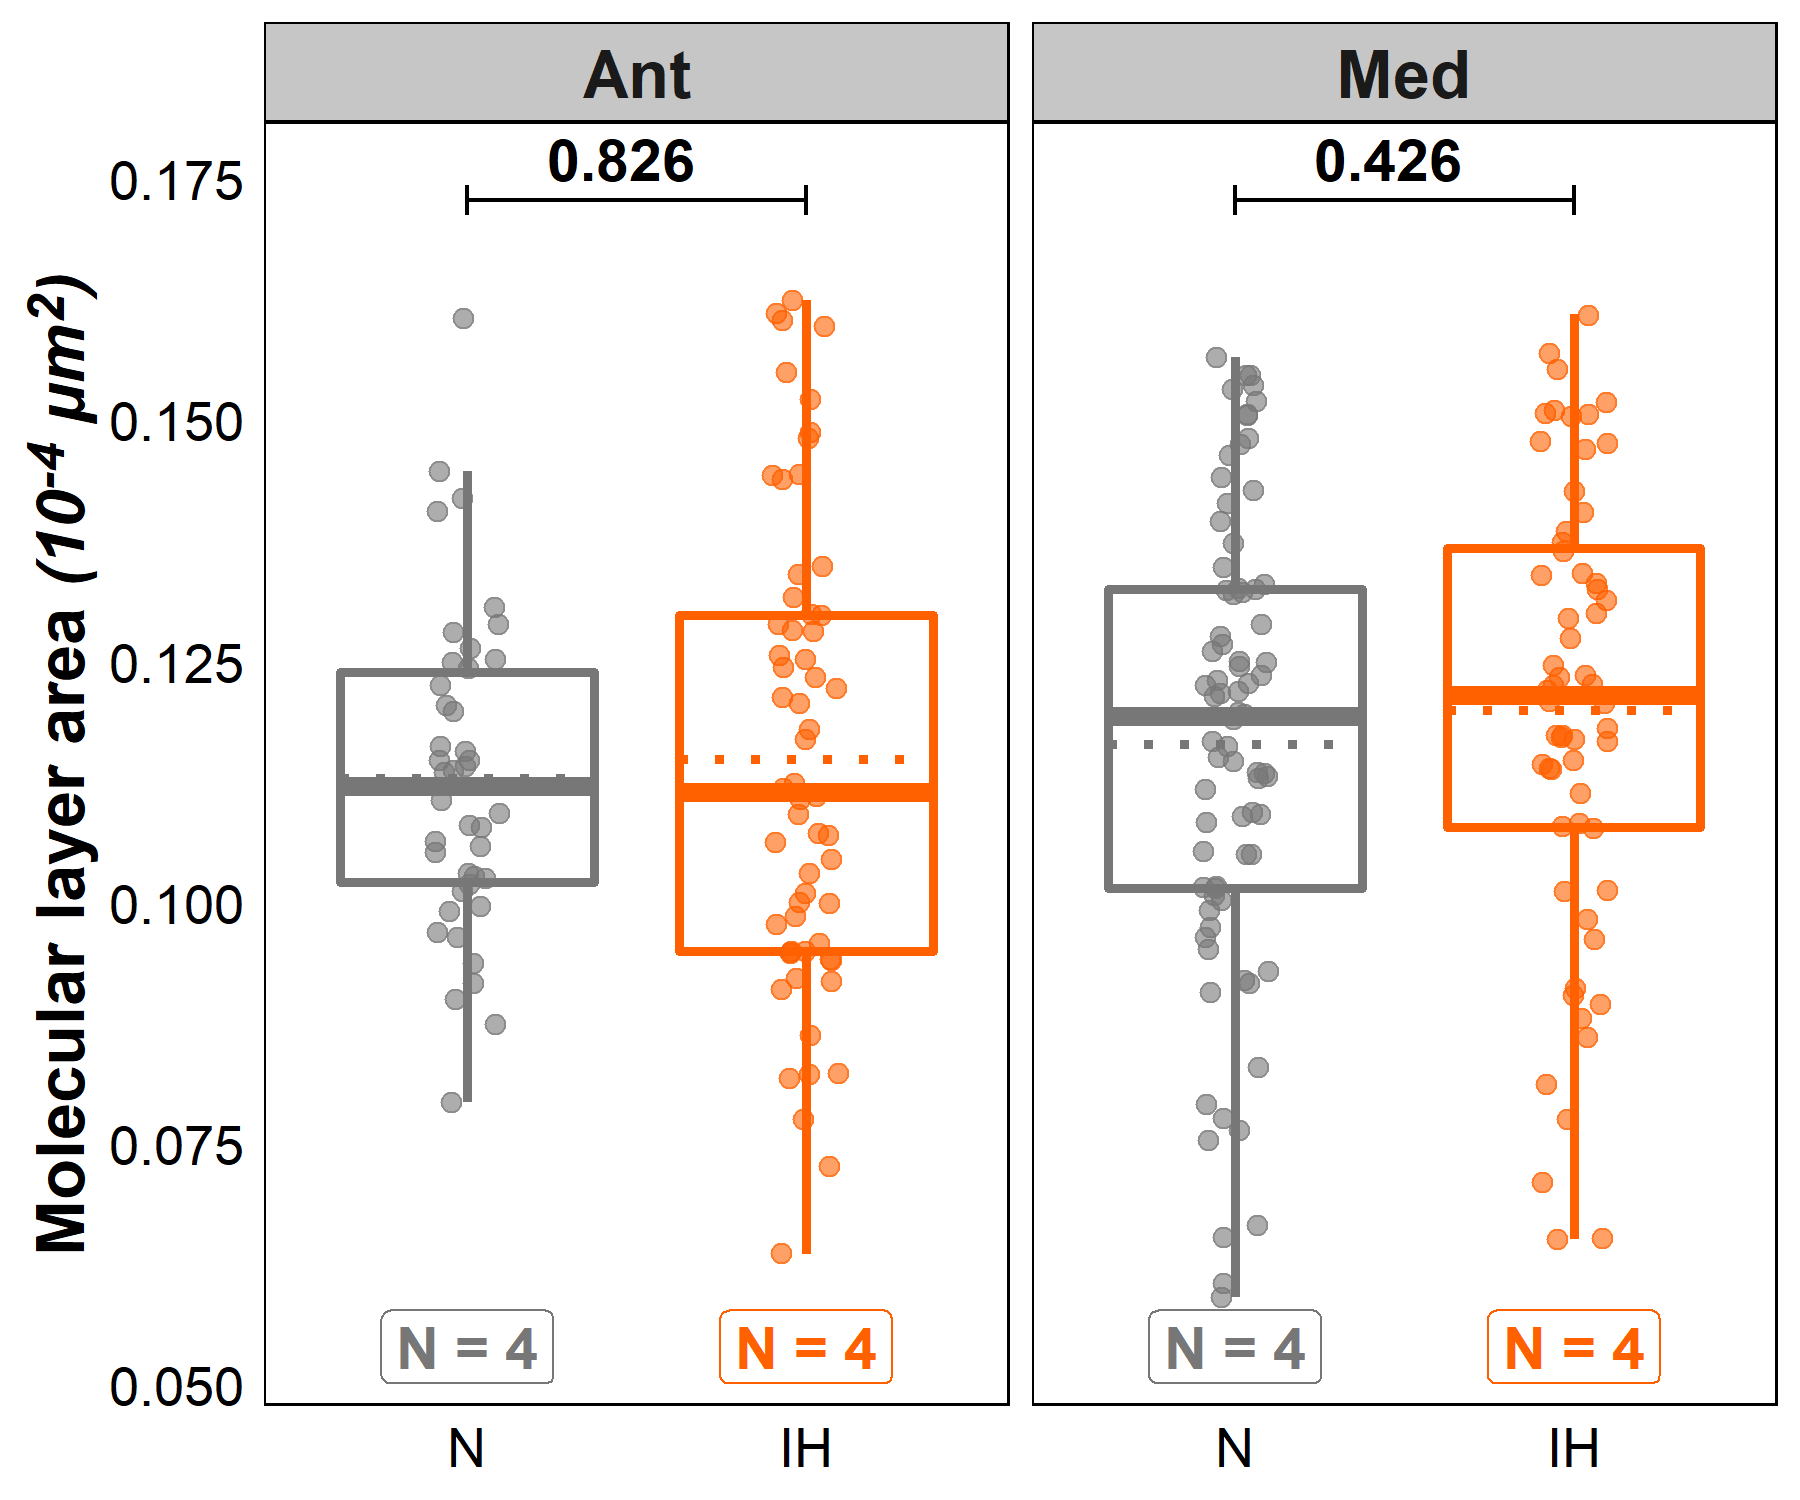 Ant
Med
0.826
0.426
Molecular layer area (10⁻⁴ µm²)
0.175
0.150
0.125
0.100
0.075
0.050
N = 4
N = 4
N = 4
N = 4
N
IH
N
IH